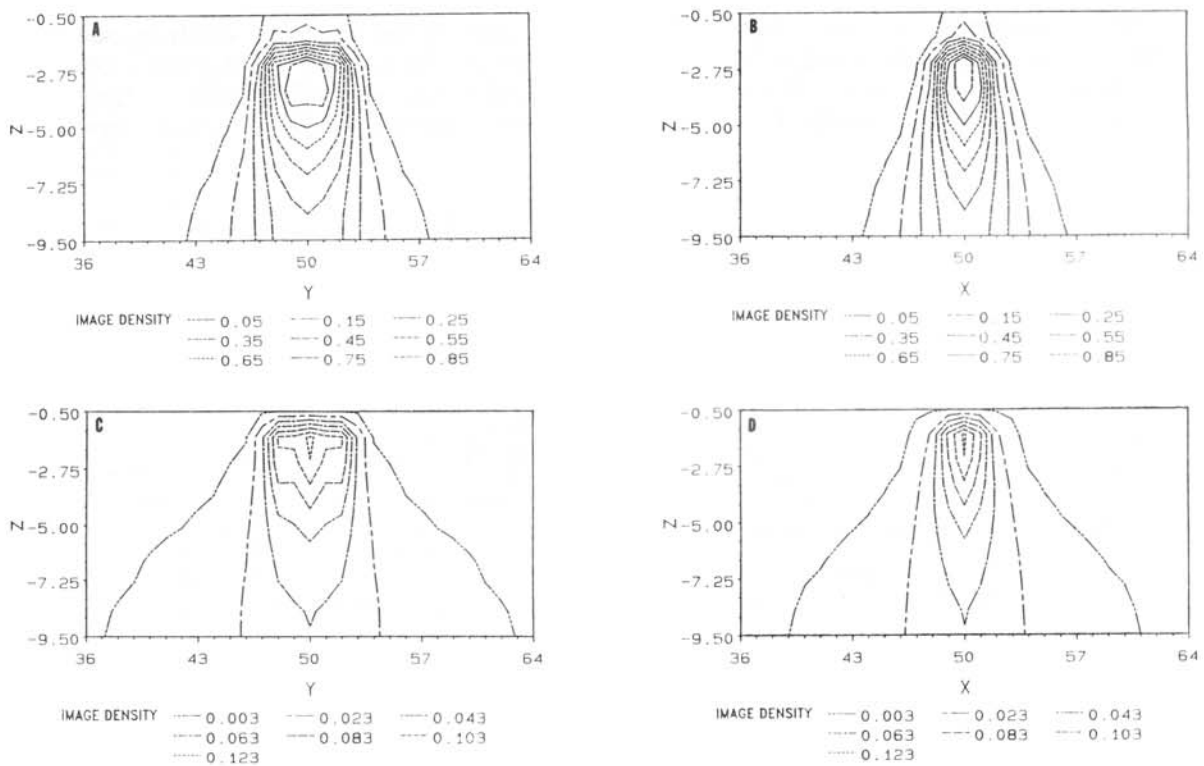 A
-0.50
-2.75
Z -5.00
-7.25
-9.50
36 43 50 57 64
Y
IMAGE DENSITY 0.05 0.15 0.25
0.35 0.45 0.55
0.65 0.75 0.85
B
-0.50
-2.75
Z -5.00
-7.25
-9.50
36 43 50 57 64
X
IMAGE DENSITY 0.05 0.15 0.25
0.35 0.45 0.55
0.65 0.75 0.85
C
-0.50
-2.75
Z -5.00
-7.25
-9.50
36 43 50 57 64
Y
IMAGE DENSITY 0.003 0.023 0.043
0.063 0.083 0.103
0.123
D
-0.50
-2.75
Z -5.00
-7.25
-9.50
36 43 50 57 64
X
IMAGE DENSITY 0.003 0.023 0.043
0.063 0.083 0.103
0.123